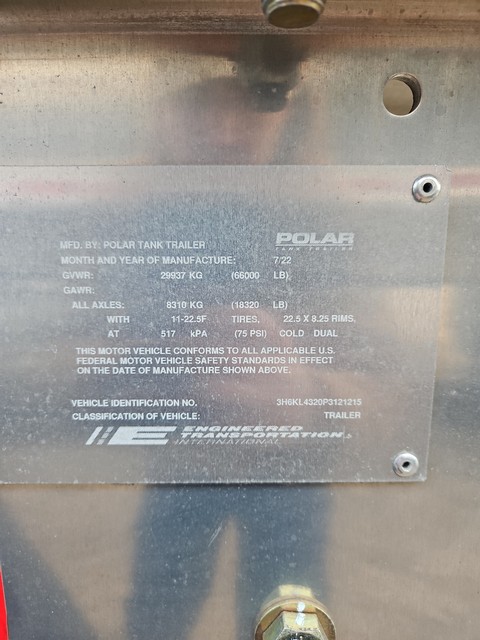 POLAR
TANK TRAILER
MFD. BY: POLAR TANK TRAILER
MONTH AND YEAR OF MANUFACTURE: 7/22
GVWR: 29937 KG (66000 LB)
GAWR:
ALL AXLES: 8310 KG (18320 LB)
WITH 11-22.5F TIRES, 22.5 X 8.25 RIMS,
AT 517 kPA (75 PSI) COLD DUAL
THIS MOTOR VEHICLE CONFORMS TO ALL APPLICABLE U.S.
FEDERAL MOTOR VEHICLE SAFETY STANDARDS IN EFFECT
ON THE DATE OF MANUFACTURE SHOWN ABOVE.
VEHICLE IDENTIFICATION NO. 3H6KL4320P3121215
CLASSIFICATION OF VEHICLE: TRAILER
ENGINEERED
TRANSPORTATION
INTERNATIONAL